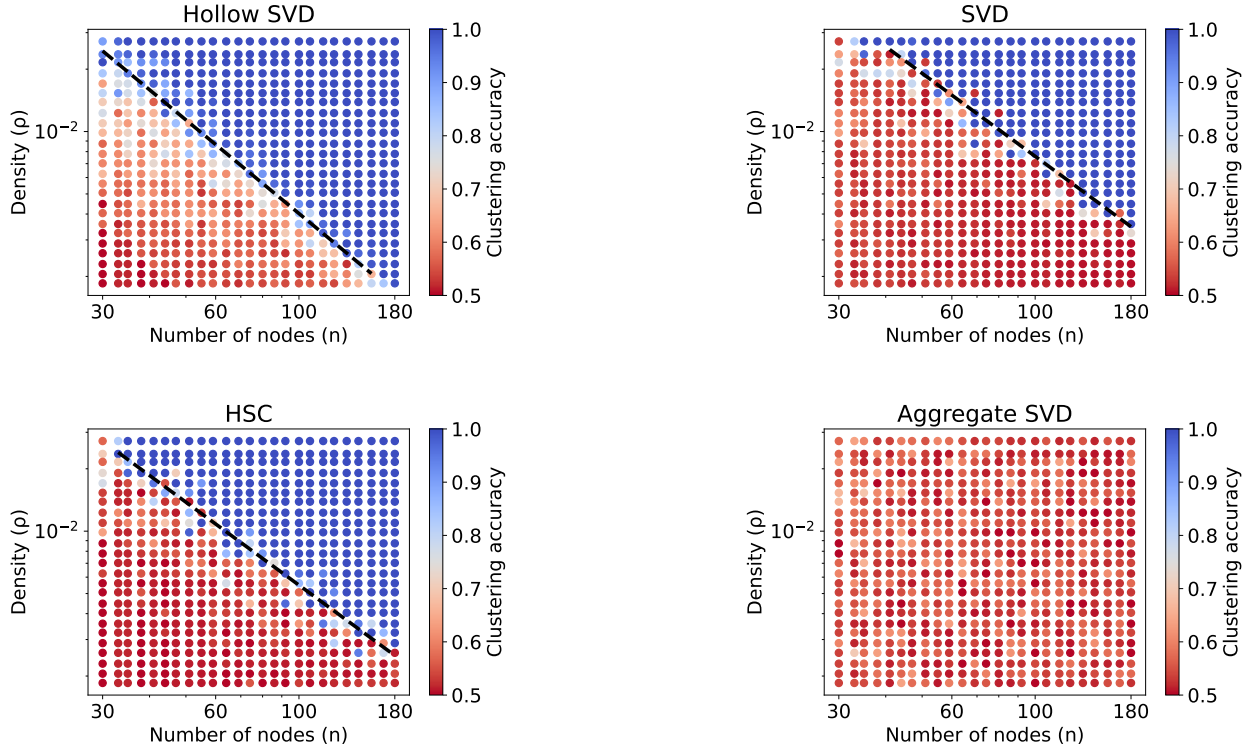 Hollow SVD
Density (ρ)
10⁻²
30 60 100 180
Number of nodes (n)
1.0
0.9
0.8
0.7
0.6
0.5
Clustering accuracy
SVD
Density (ρ)
10⁻²
30 60 100 180
Number of nodes (n)
1.0
0.9
0.8
0.7
0.6
0.5
Clustering accuracy
HSC
Density (ρ)
10⁻²
30 60 100 180
Number of nodes (n)
1.0
0.9
0.8
0.7
0.6
0.5
Clustering accuracy
Aggregate SVD
Density (ρ)
10⁻²
30 60 100 180
Number of nodes (n)
1.0
0.9
0.8
0.7
0.6
0.5
Clustering accuracy